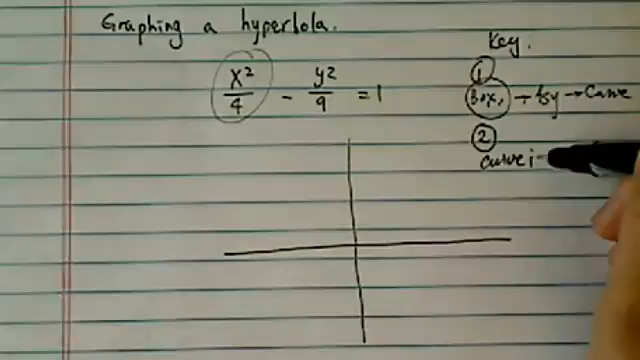 Graphing a hyperbola.
Key.
x²/4 - y²/9 = 1
①
Box → Asy → Curve
②
curve i